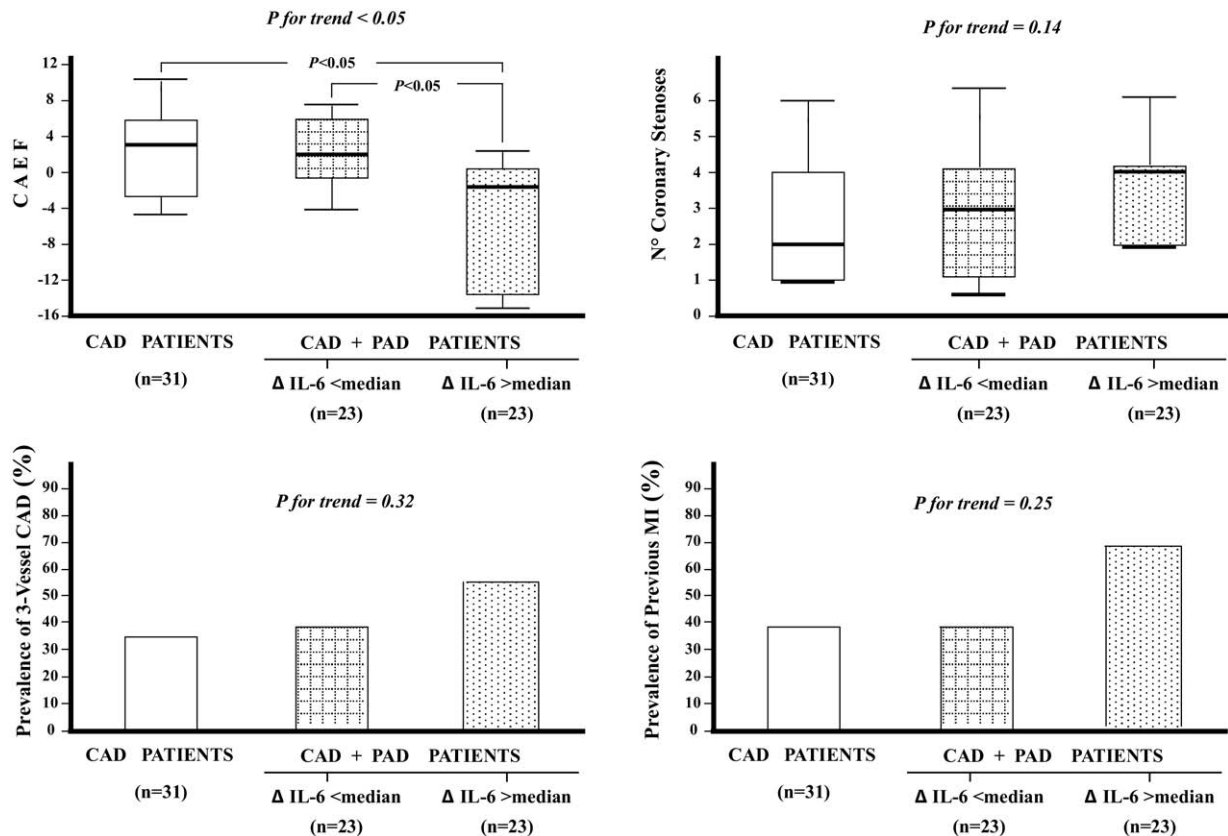 P for trend < 0.05
12
8
4
0
-4
-8
-12
-16
C A E F
P<0.05
P<0.05
CAD PATIENTS
(n=31)
CAD + PAD PATIENTS
Δ IL-6 <median
(n=23)
Δ IL-6 >median
(n=23)
P for trend = 0.14
6
5
4
3
2
1
0
N° Coronary Stenoses
CAD PATIENTS
(n=31)
CAD + PAD PATIENTS
Δ IL-6 <median
(n=23)
Δ IL-6 >median
(n=23)
P for trend = 0.32
90
80
70
60
50
40
30
20
10
0
Prevalence of 3-Vessel CAD (%)
CAD PATIENTS
(n=31)
CAD + PAD PATIENTS
Δ IL-6 <median
(n=23)
Δ IL-6 >median
(n=23)
P for trend = 0.25
90
80
70
60
50
40
30
20
10
0
Prevalence of Previous MI (%)
CAD PATIENTS
(n=31)
CAD + PAD PATIENTS
Δ IL-6 <median
(n=23)
Δ IL-6 >median
(n=23)